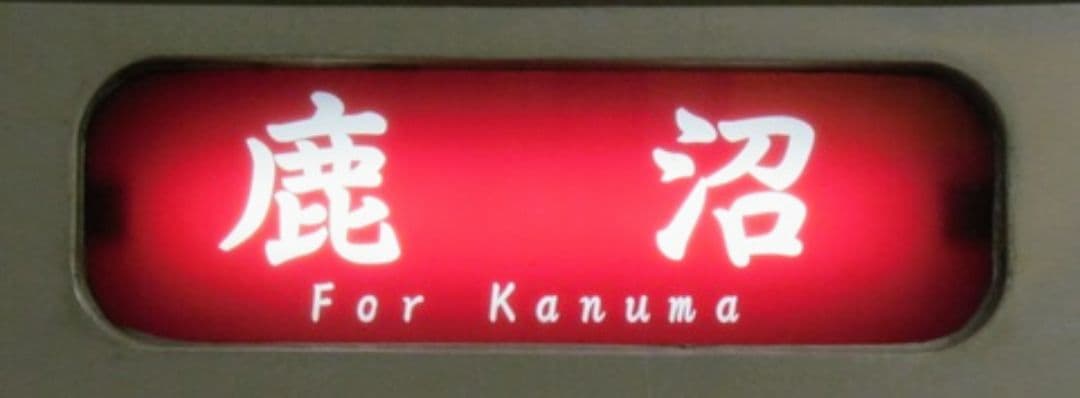 鹿沼
For Kanuma